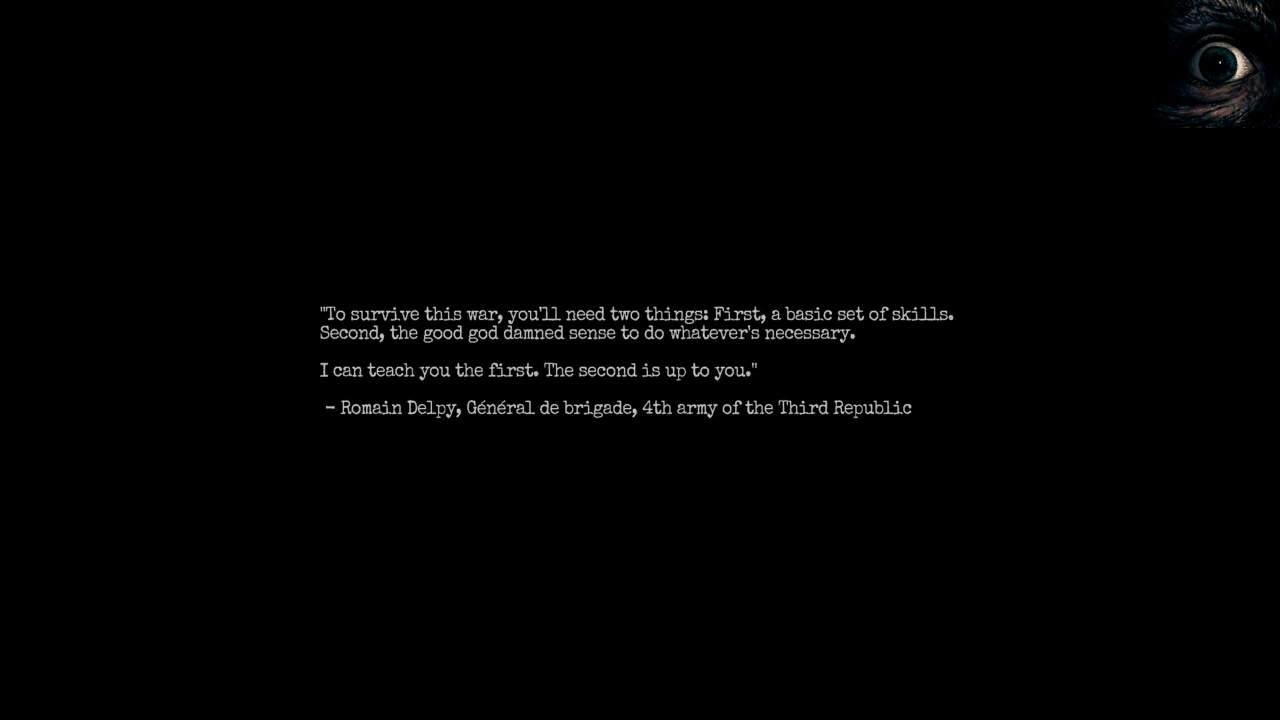 "To survive this war, you'll need two things: First, a basic set of skills.
Second, the good god damned sense to do whatever's necessary.
I can teach you the first. The second is up to you."
– Romain Delpy, Général de brigade, 4th army of the Third Republic